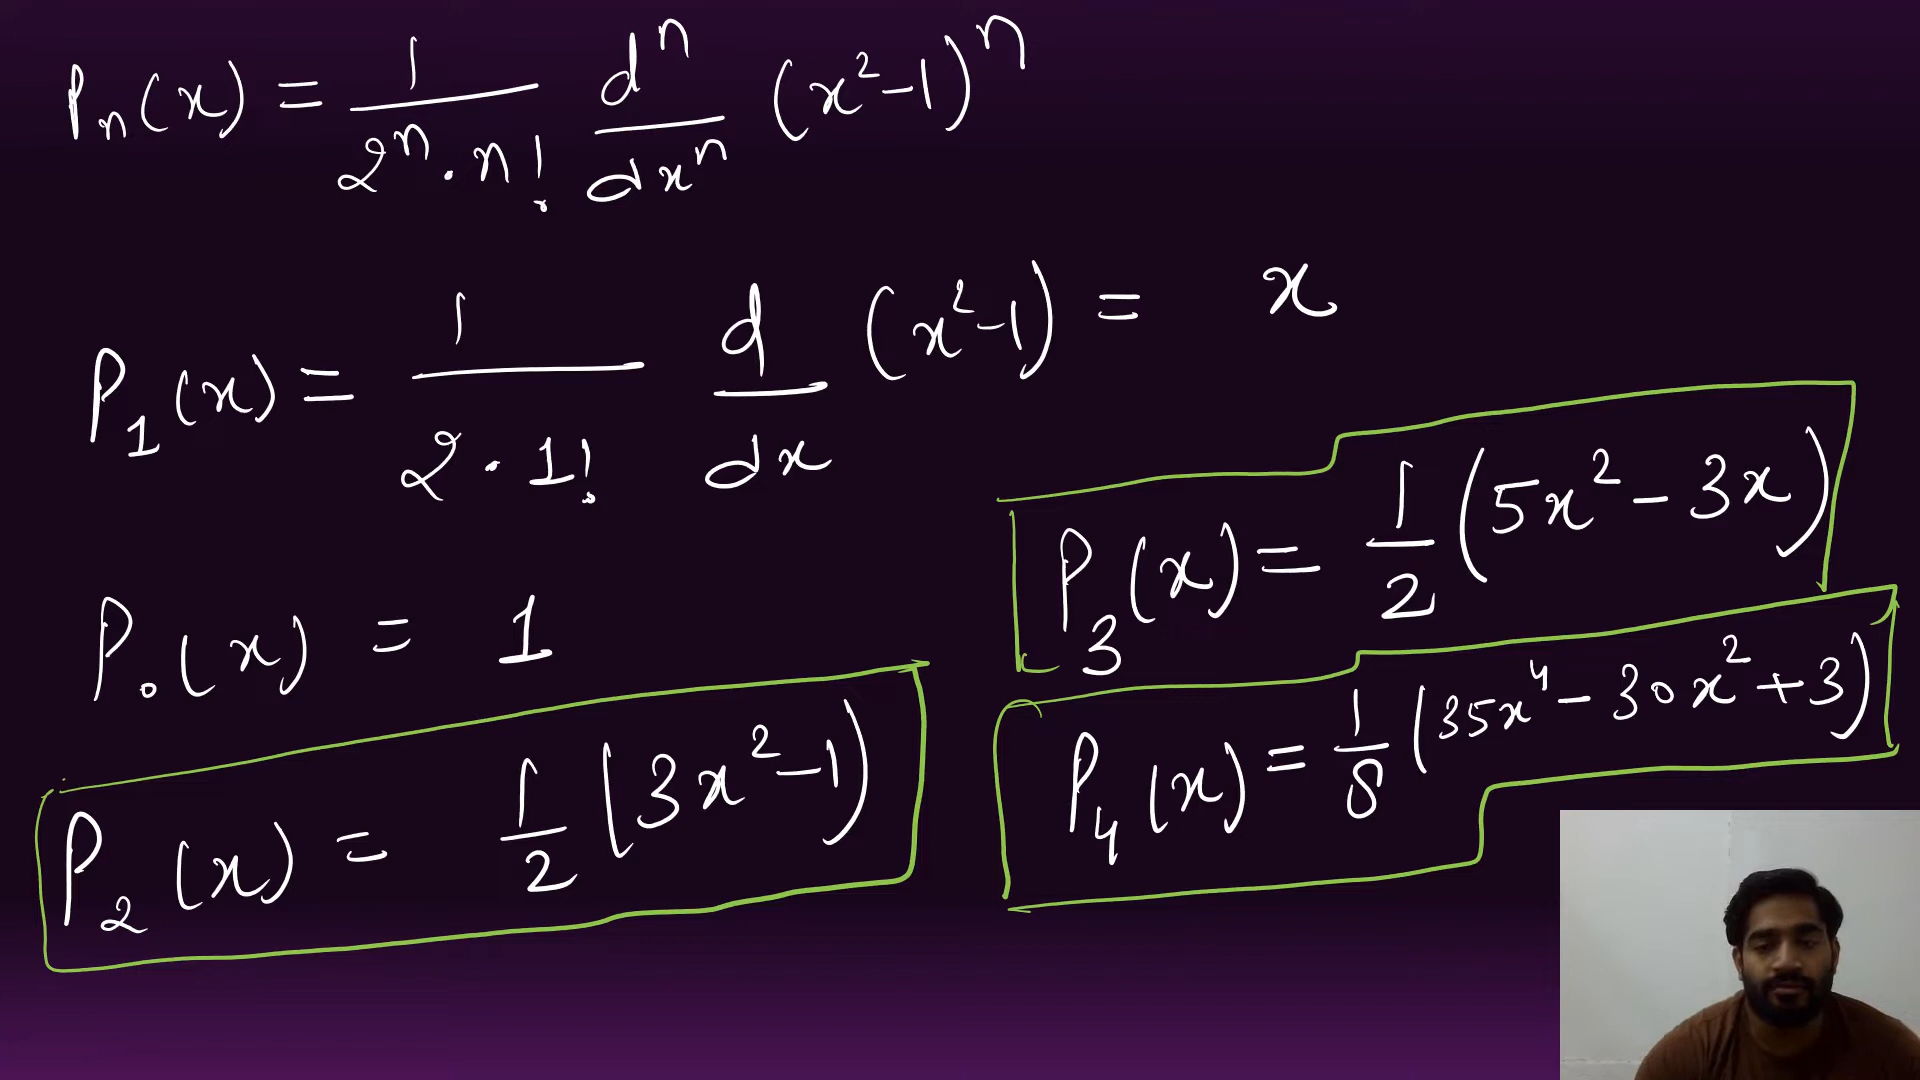 Pn(x) = 1/(2^n · n!) d^n/dx^n (x²-1)^n
P1(x) = 1/(2 · 1!) d/dx (x²-1) = x
P0(x) = 1
P2(x) = 1/2 (3x²-1)
P3(x) = 1/2 (5x²-3x)
P4(x) = 1/8 (35x⁴-30x²+3)